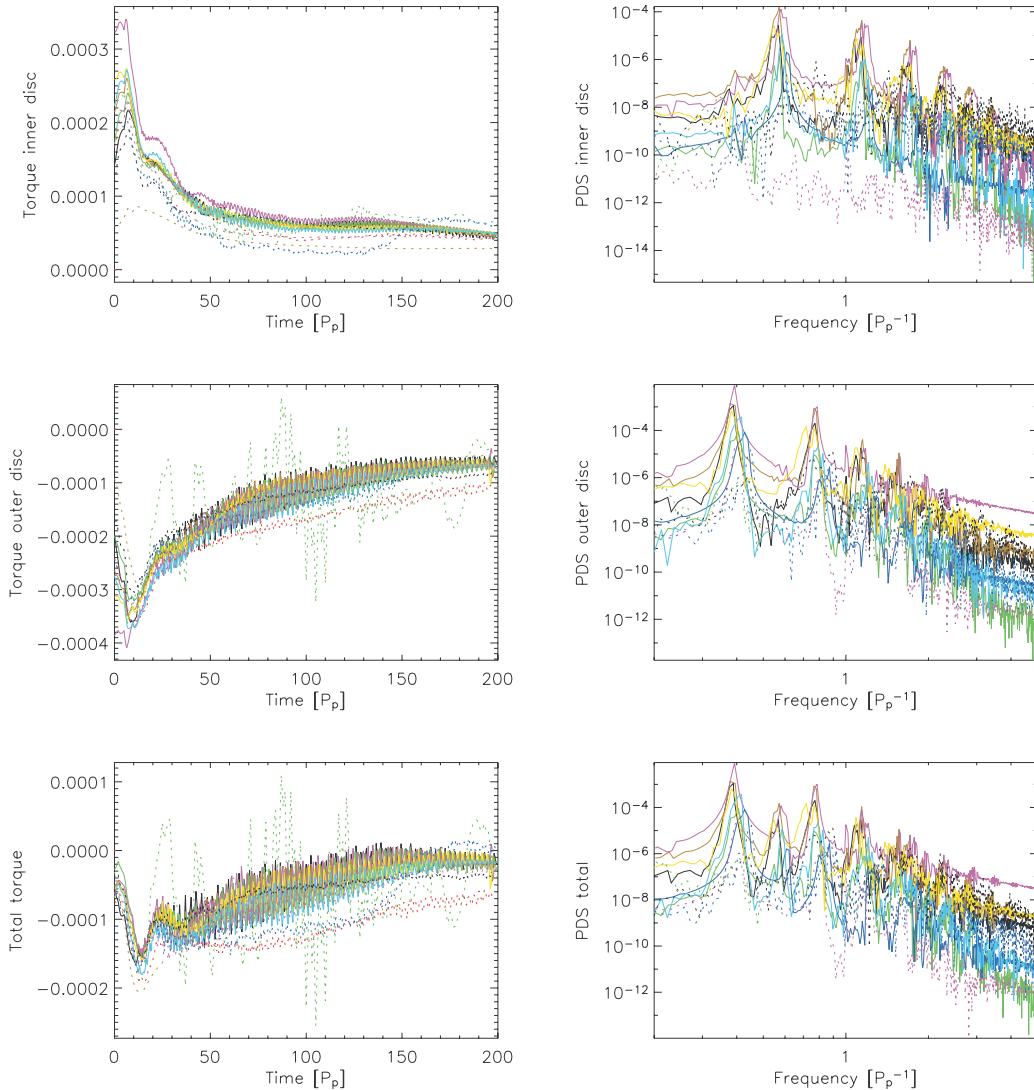 Torque inner disc
0.0003
0.0002
0.0001
0.0000
0 50 100 150 200
Time [Pp]
PDS inner disc
10−4
10−6
10−8
10−10
10−12
10−14
1
Frequency [Pp−1]
Torque outer disc
0.0000
−0.0001
−0.0002
−0.0003
−0.0004
0 50 100 150 200
Time [Pp]
PDS outer disc
10−4
10−6
10−8
10−10
10−12
1
Frequency [Pp−1]
Total torque
0.0001
0.0000
−0.0001
−0.0002
0 50 100 150 200
Time [Pp]
PDS total
10−4
10−6
10−8
10−10
10−12
1
Frequency [Pp−1]